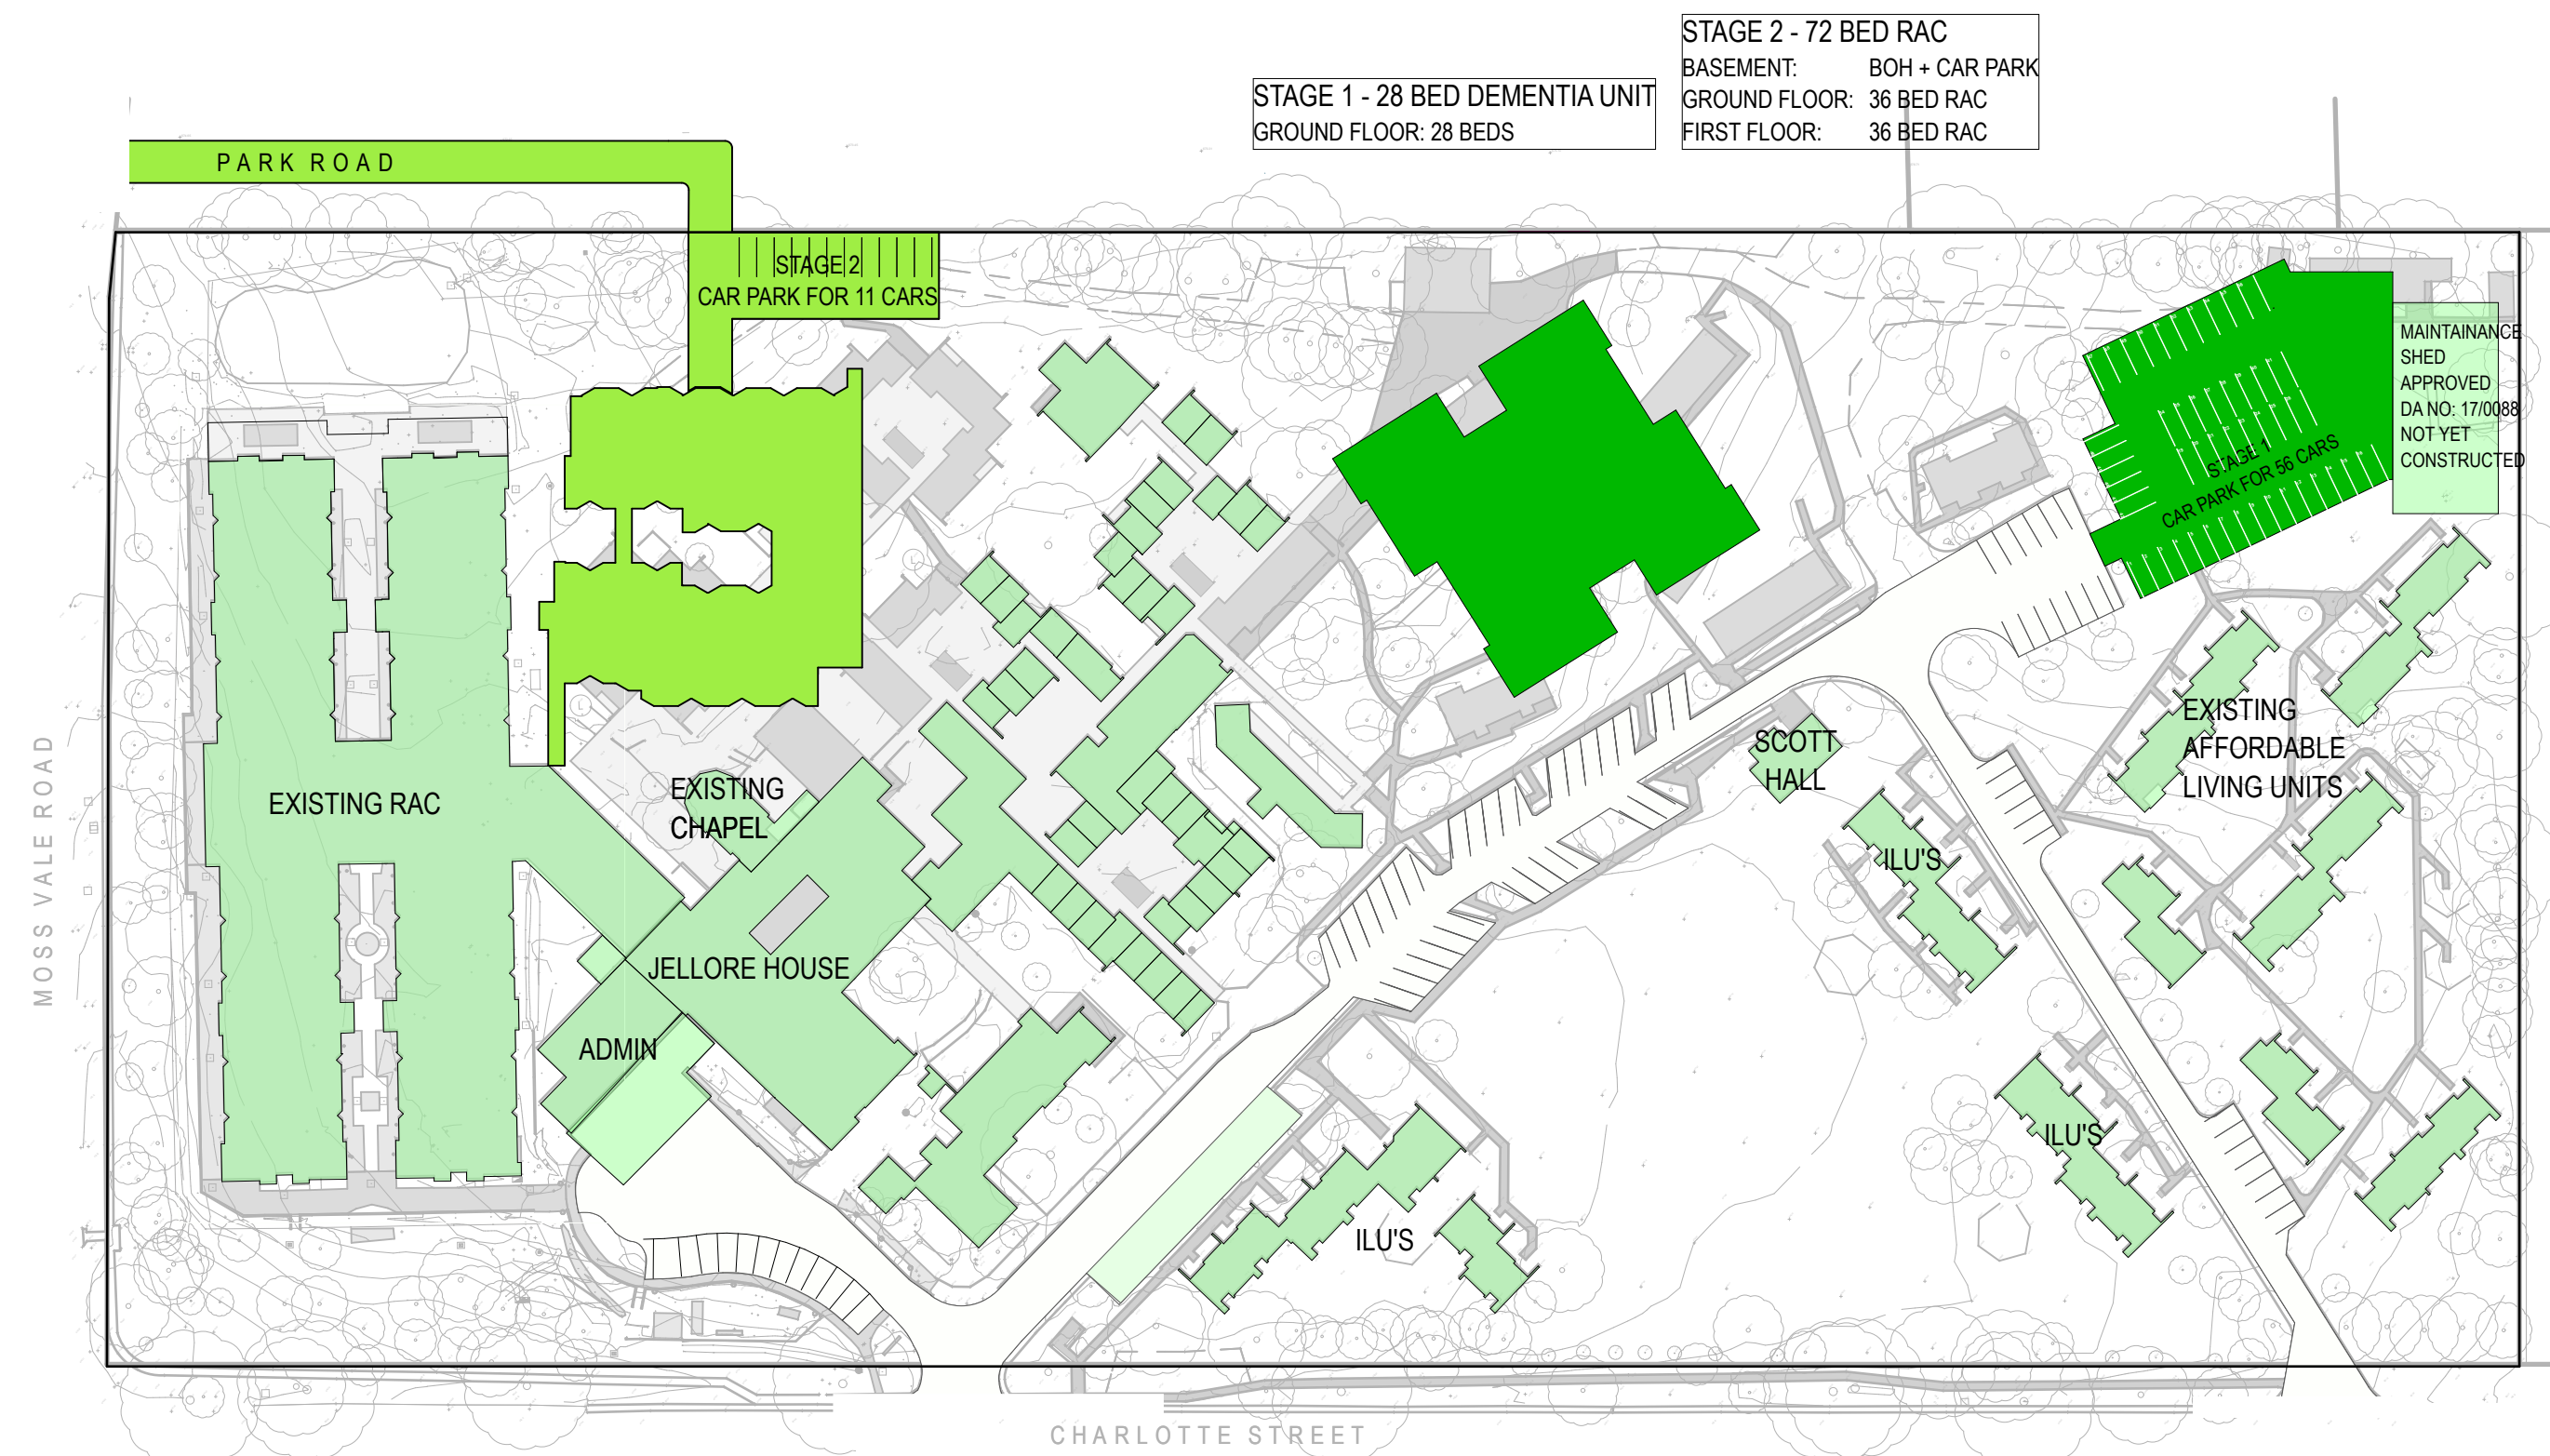 STAGE 2 - 72 BED RAC
BASEMENT: BOH + CAR PARK
GROUND FLOOR: 36 BED RAC
FIRST FLOOR: 36 BED RAC
STAGE 1 - 28 BED DEMENTIA UNIT
GROUND FLOOR: 28 BEDS
PARK ROAD
STAGE 2
CAR PARK FOR 11 CARS
MAINTAINANCE
SHED
APPROVED
DA NO: 17/0088
NOT YET
CONSTRUCTED
STAGE 1
CAR PARK FOR 56 CARS
EXISTING
AFFORDABLE
LIVING UNITS
SCOTT
HALL
EXISTING RAC
EXISTING
CHAPEL
ILU'S
JELLORE HOUSE
ADMIN
ILU'S
ILU'S
MOSS VALE ROAD
CHARLOTTE STREET